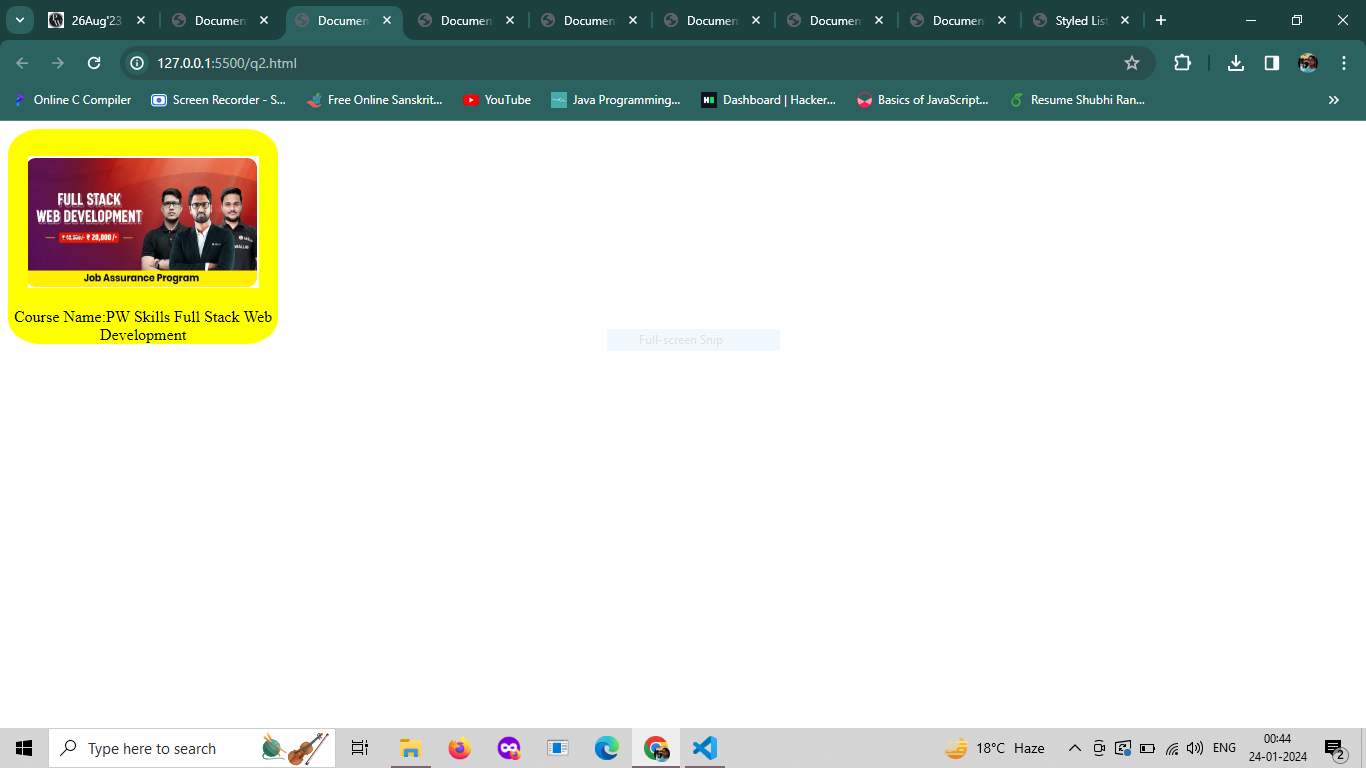 26Aug'23
Documen
Documen
Documen
Documen
Documen
Documen
Documen
Styled List
127.0.0.1:5500/q2.html
Online C Compiler
Screen Recorder - S...
Free Online Sanskrit...
YouTube
Java Programming...
Dashboard | Hacker...
Basics of JavaScript...
Resume Shubhi Ran...
FULL STACK
WEB DEVELOPMENT
₹ 20,000/-
Job Assurance Program
Course Name:PW Skills Full Stack Web
Development
Full-screen Snip
Type here to search
18°C Haze
ENG
00:44
24-01-2024
2